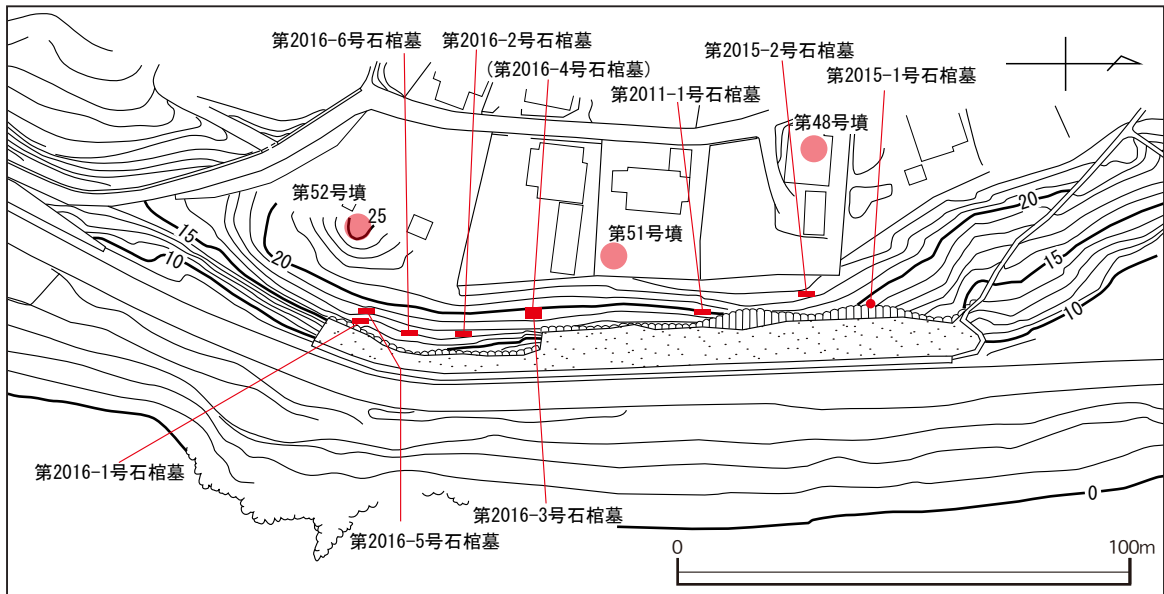 第2016-6号石棺墓
第2016-2号石棺墓
(第2016-4号石棺墓)
第2015-2号石棺墓
第2011-1号石棺墓
第2015-1号石棺墓
第48号墳
第52号墳
25
第51号墳
20
15
15
10
20
10
第2016-1号石棺墓
第2016-5号石棺墓
第2016-3号石棺墓
0
0
100m